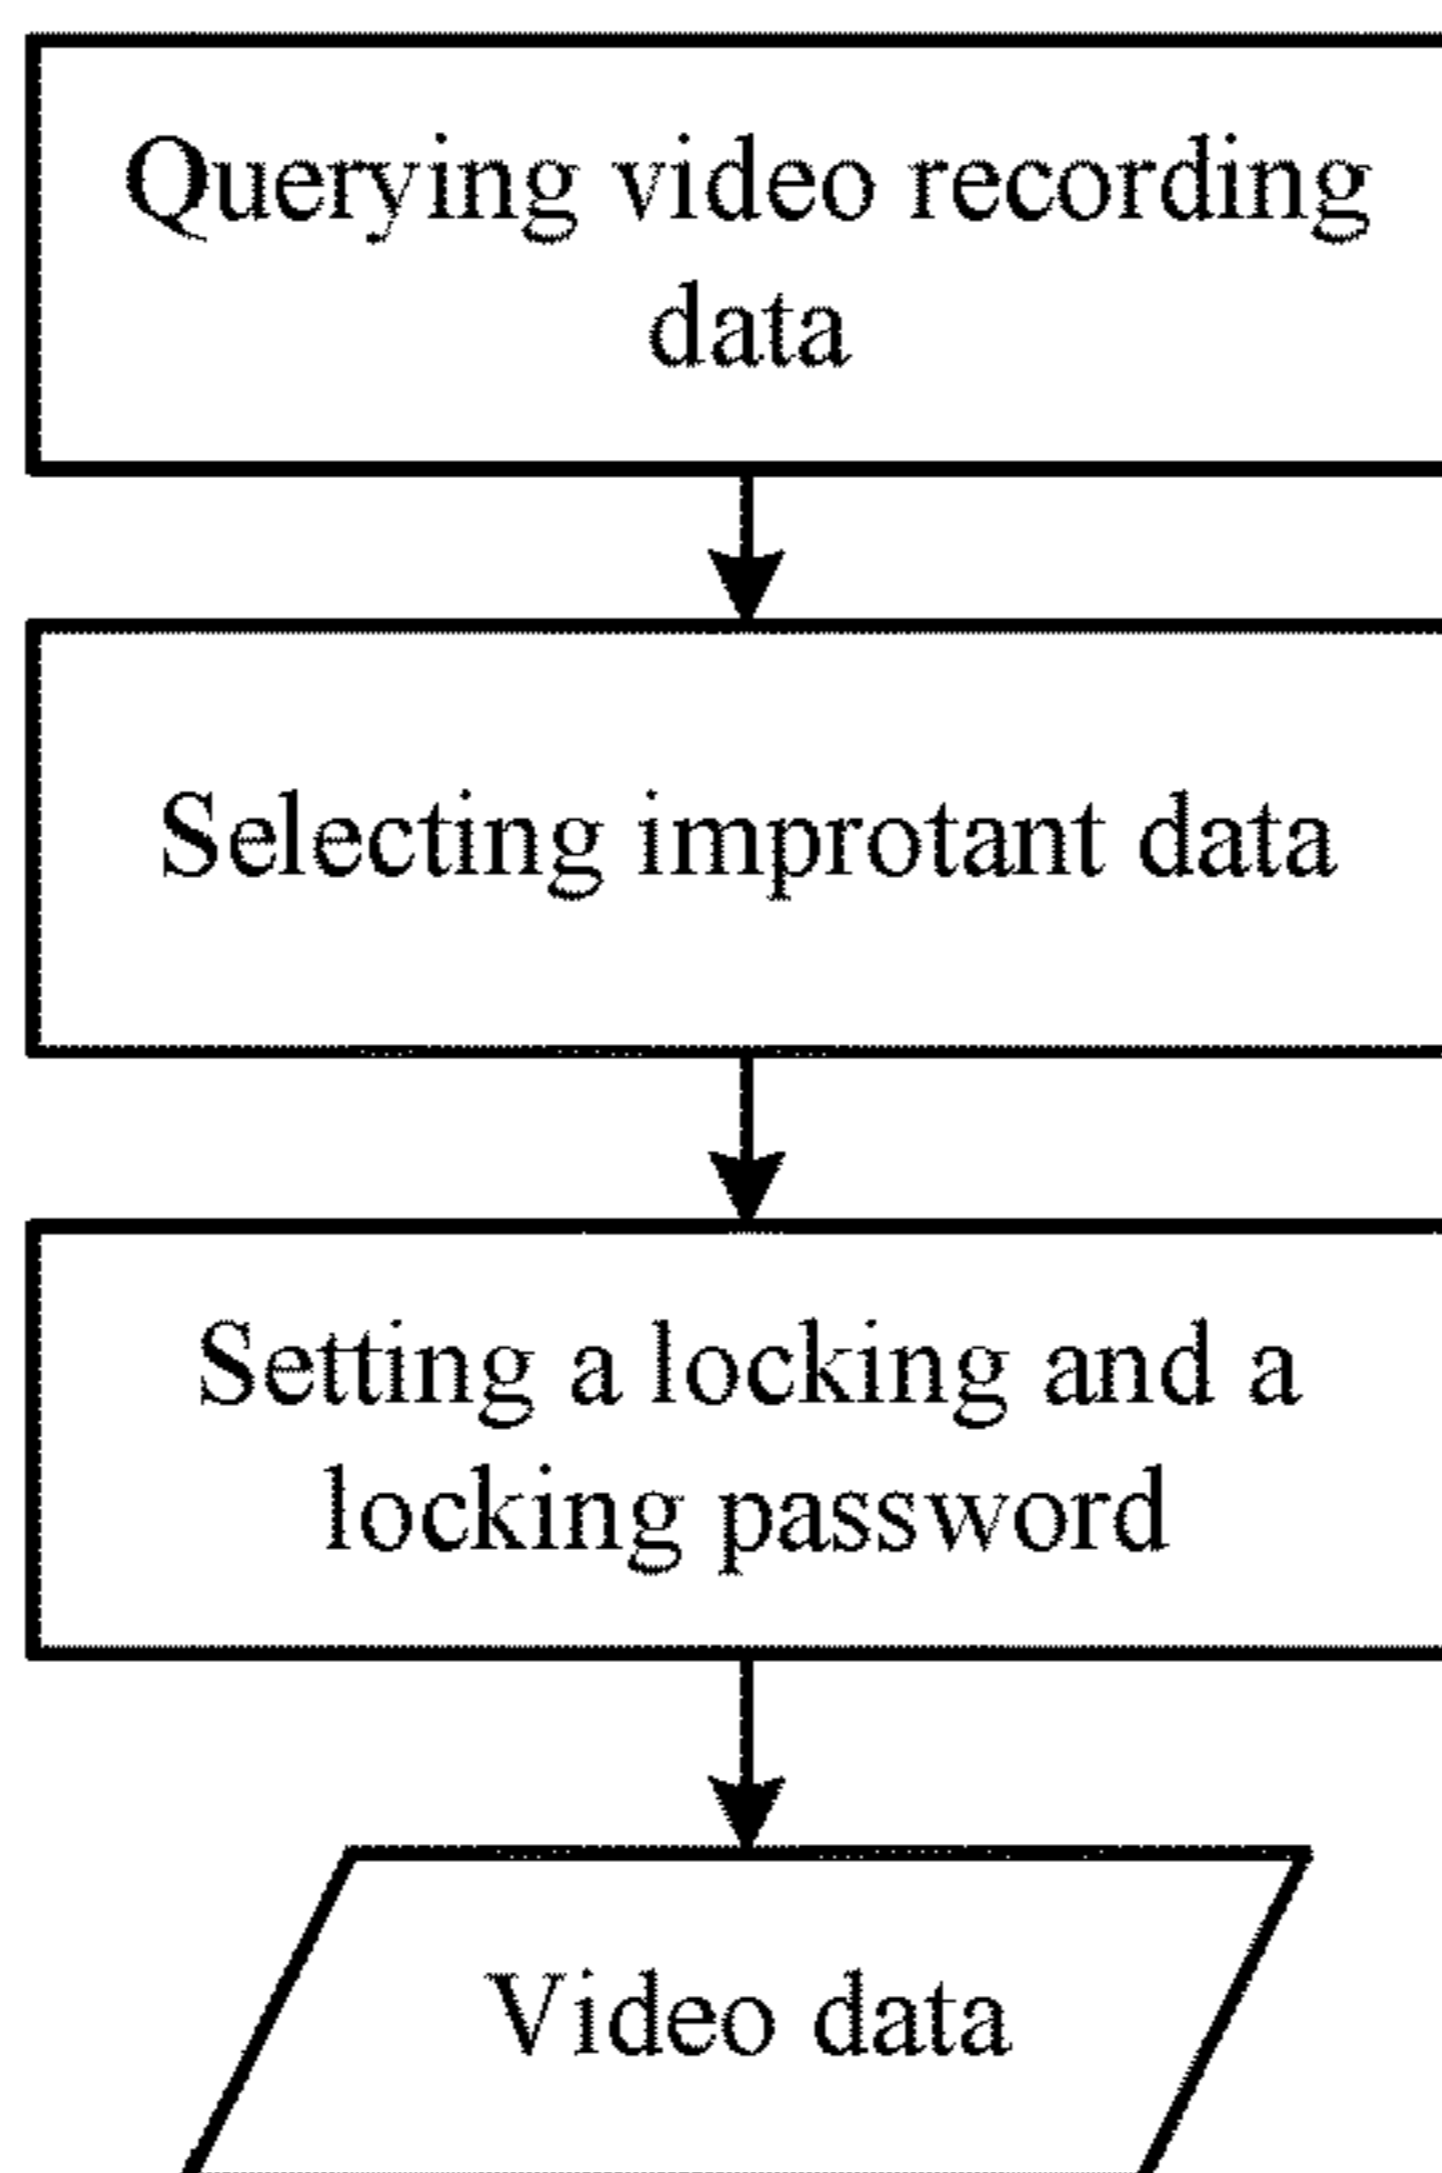 Querying video recording
data
Selecting improtant data
Setting a locking and a
locking password
Video data